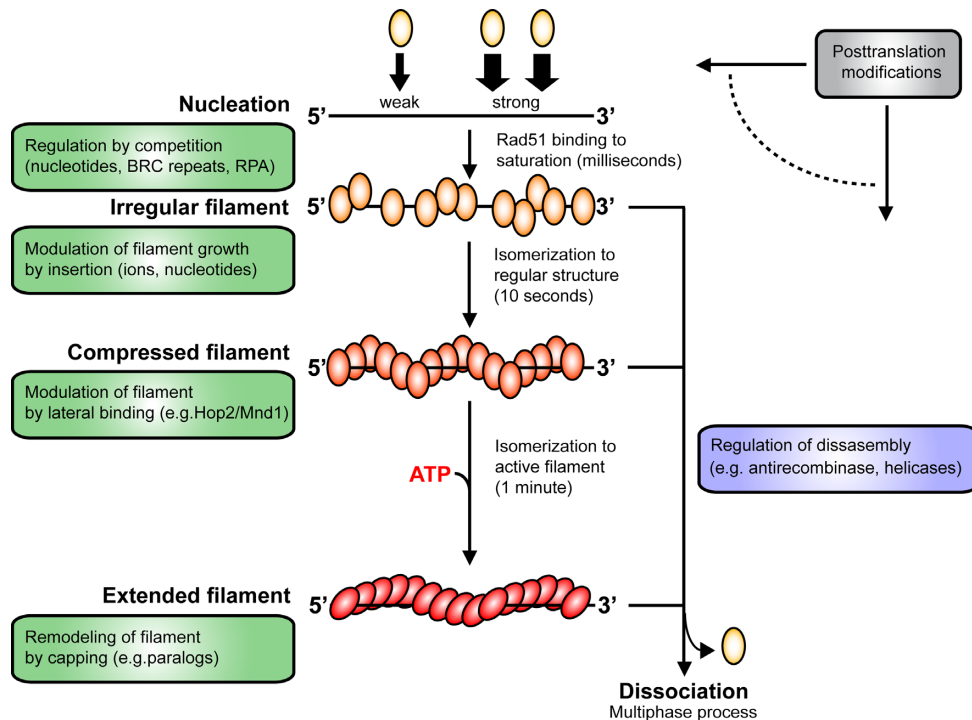 Posttranslation
modifications
weak
strong
Nucleation
5’
3’
Regulation by competition
(nucleotides, BRC repeats, RPA)
Rad51 binding to
saturation (milliseconds)
Irregular filament
5’
3’
Modulation of filament growth
by insertion (ions, nucleotides)
Isomerization to
regular structure
(10 seconds)
Compressed filament
5’
3’
Modulation of filament
by lateral binding (e.g.Hop2/Mnd1)
Isomerization to
active filament
(1 minute)
ATP
Regulation of dissasembly
(e.g. antirecombinase, helicases)
Extended filament
5’
3’
Remodeling of filament
by capping (e.g.paralogs)
Dissociation
Multiphase process